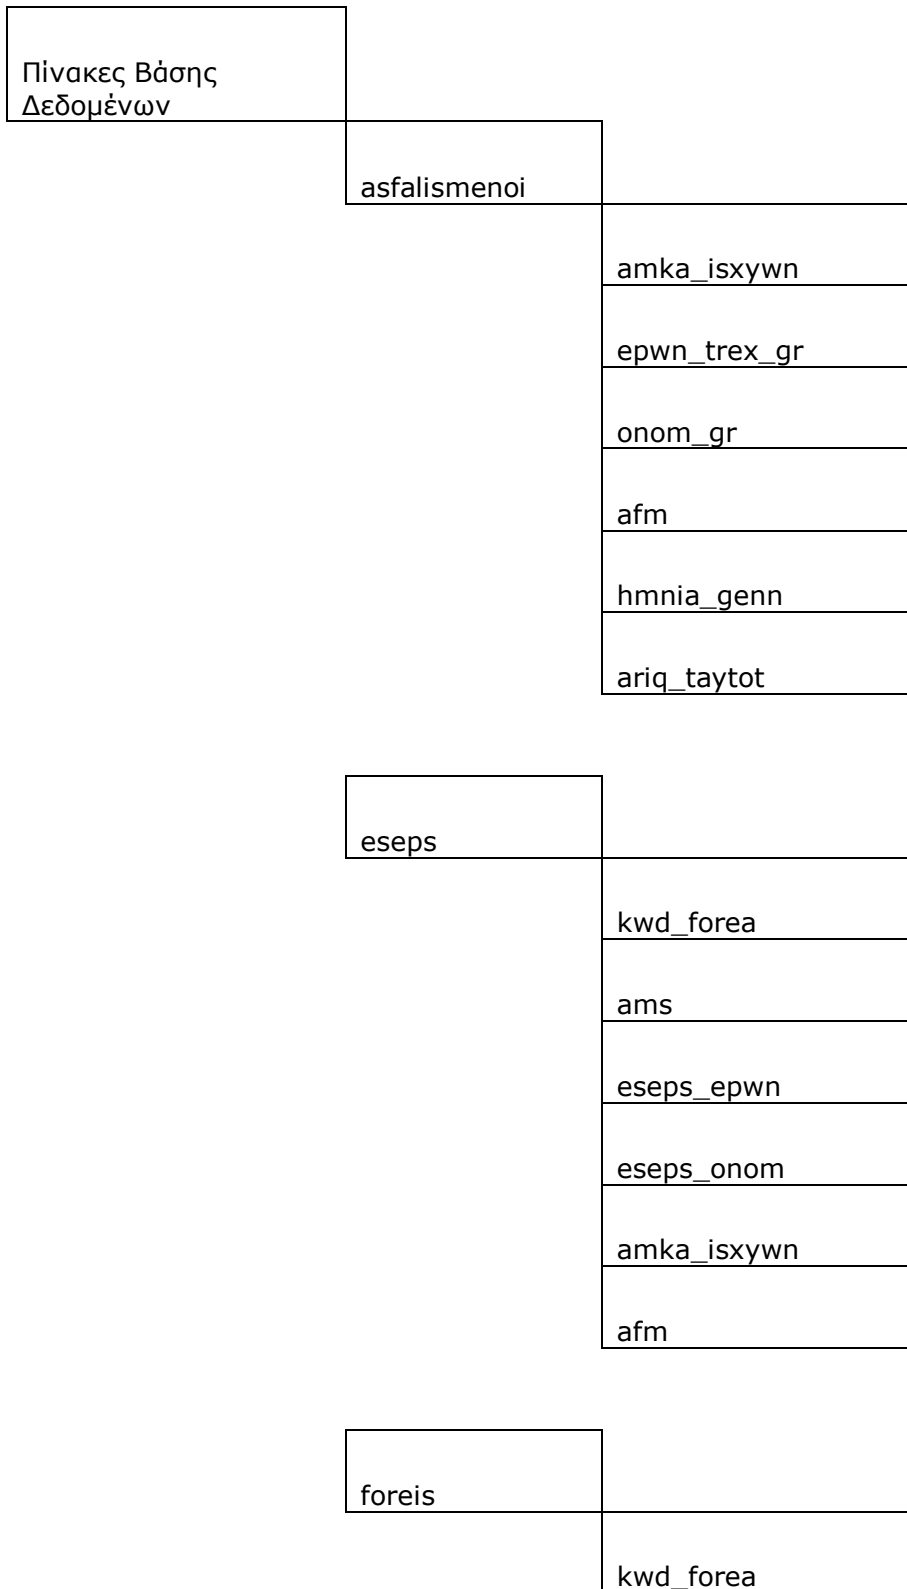 Πίνακες Βάσης
Δεδομένων
asfalismenoi
amka_isxywn
epwn_trex_gr
onom_gr
afm
hmnia_genn
ariq_taytot
eseps
kwd_forea
ams
eseps_epwn
eseps_onom
amka_isxywn
afm
foreis
kwd_forea